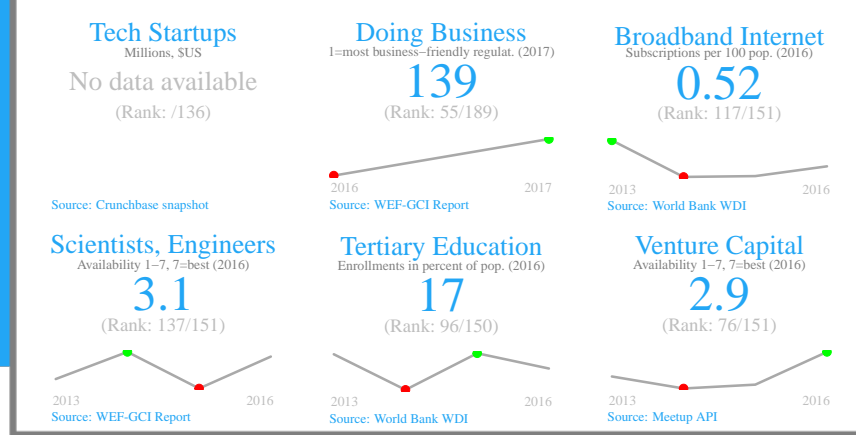 Tech Startups
Millions, $US
No data available
(Rank: /136)
Source: Crunchbase snapshot
Doing Business
1=most business−friendly regulat. (2017)
139
(Rank: 55/189)
2016 2017
Source: WEF-GCI Report
Broadband Internet
Subscriptions per 100 pop. (2016)
0.52
(Rank: 117/151)
2013 2016
Source: World Bank WDI
Scientists, Engineers
Availability 1−7, 7=best (2016)
3.1
(Rank: 137/151)
2013 2016
Source: WEF-GCI Report
Tertiary Education
Enrollments in percent of pop. (2016)
17
(Rank: 96/150)
2013 2016
Source: World Bank WDI
Venture Capital
Availability 1−7, 7=best (2016)
2.9
(Rank: 76/151)
2013 2016
Source: Meetup API